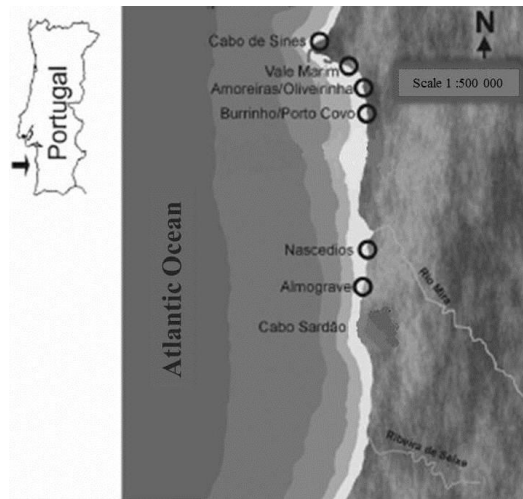 Portugal
Cabo de Sines
Vale Marim
Amoreiras/Oliveirinha
Burrinho/Porto Covo
N
Scale 1 :500 000
Atlantic Ocean
Nascedios
Almograve
Cabo Sardão
Rio Mira
Ribeira de Seixe